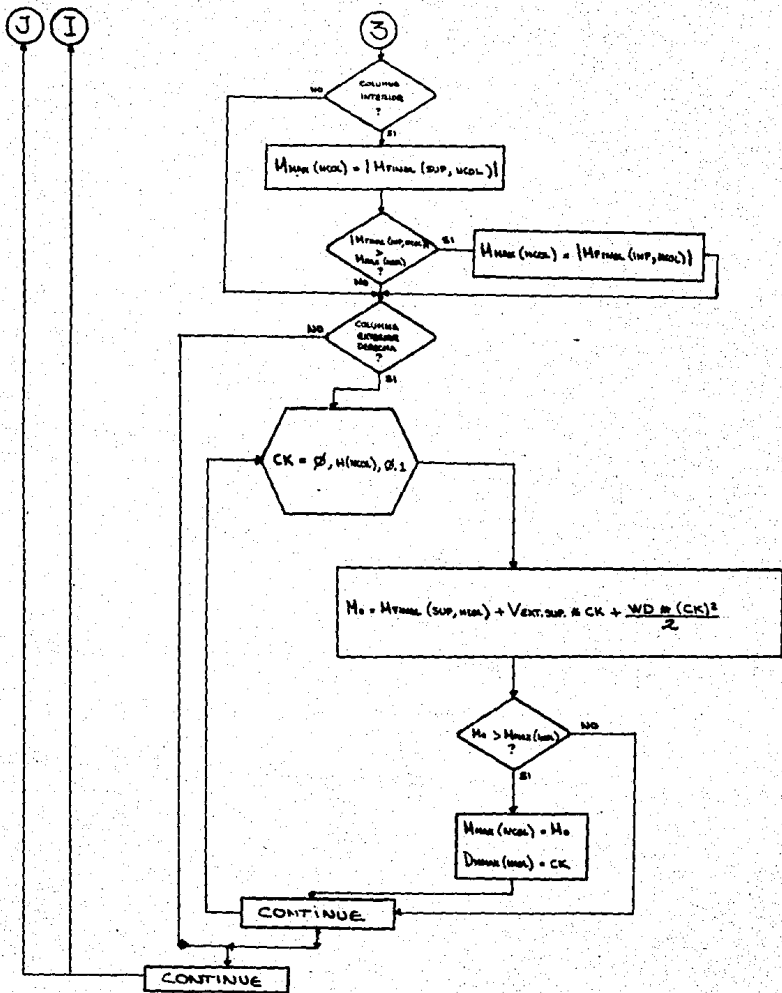 J I 3
COLUMNA
INTERIOR
?
NO
SI
MMAX (NCOL) = |MFINAL (SUP, NCOL)|
|MFINAL (INF, NCOL)|
>
MMAX (NCOL)
?
SI
NO
MMAX (NCOL) = |MFINAL (INF, NCOL)|
COLUMNA
EXTERIOR
DERECHA
?
NO
SI
CK = Ø, H(NCOL), Ø.1
Mo = MFINAL (SUP, NCOL) + VEXT.SUP. * CK + WD * (CK)²
2
Mo > MMAX (NCOL)
?
NO
SI
MMAX (NCOL) = Mo
DMAX (NCOL) = CK
CONTINUE
CONTINUE